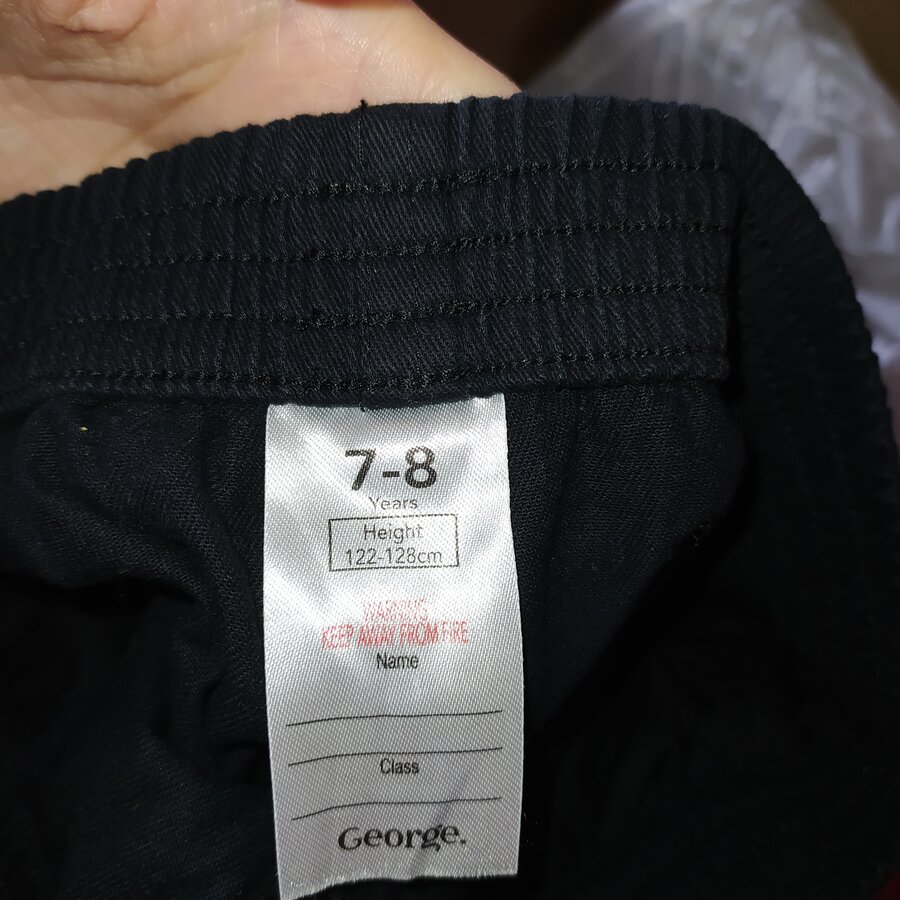 7-8
Years
Height
122-128cm
WARNING
KEEP AWAY FROM FIRE
Name
Class
George.